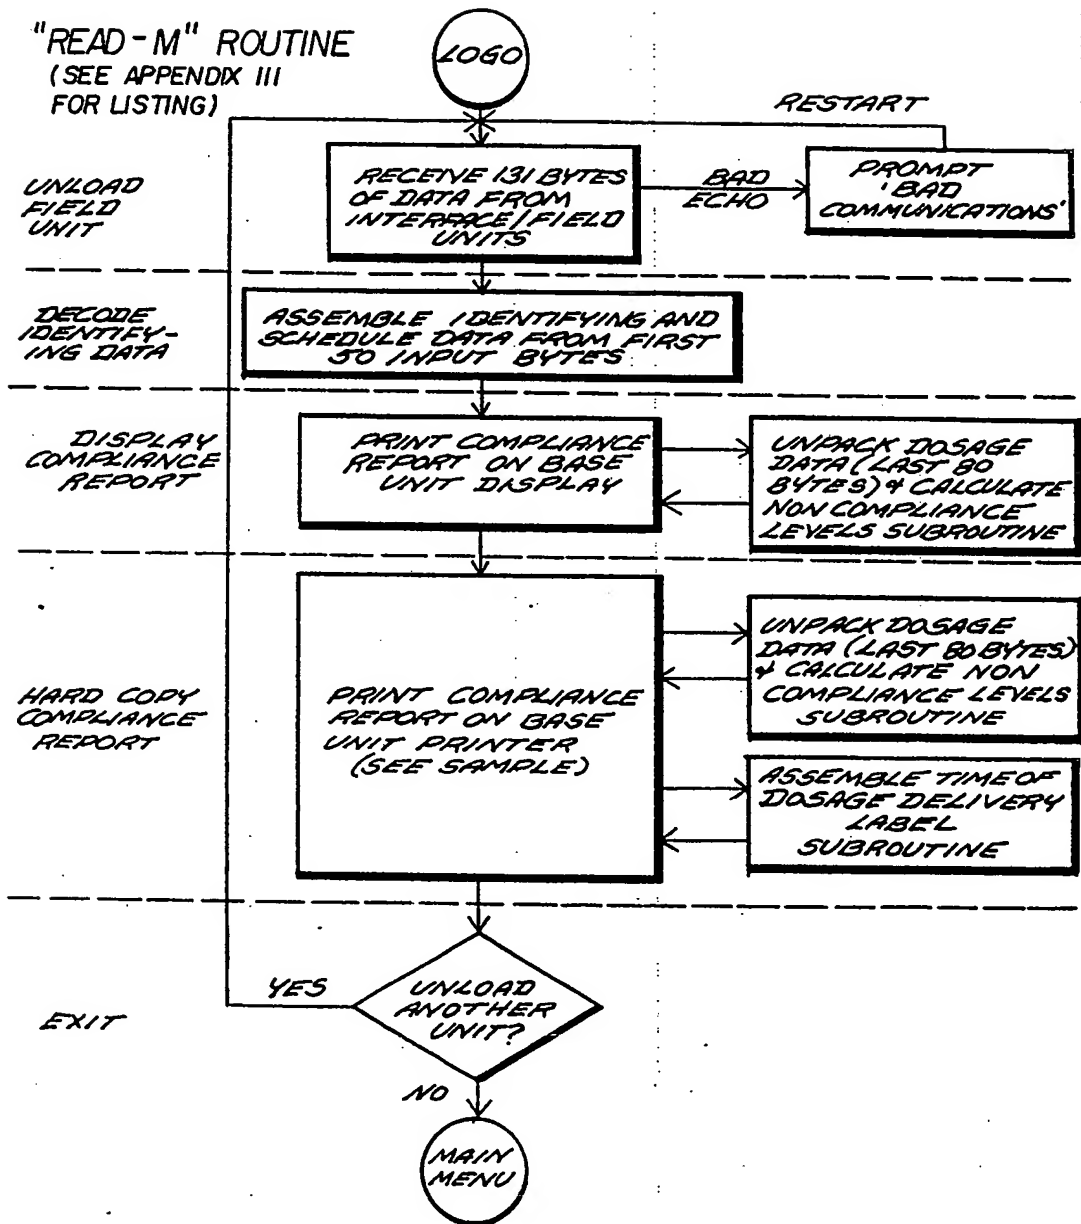 "READ-M" ROUTINE
(SEE APPENDIX III
FOR LISTING)
LOGO
RESTART
UNLOAD
FIELD
UNIT
RECEIVE 131 BYTES
OF DATA FROM
INTERFACE/FIELD
UNITS
BAD
ECHO
PROMPT
'BAD
COMMUNICATIONS'
DECODE
IDENTIFY-
ING DATA
ASSEMBLE IDENTIFYING AND
SCHEDULE DATA FROM FIRST
50 INPUT BYTES
DISPLAY
COMPLIANCE
REPORT
PRINT COMPLIANCE
REPORT ON BASE
UNIT DISPLAY
UNPACK DOSAGE
DATA (LAST 80
BYTES) & CALCULATE
NON COMPLIANCE
LEVELS SUBROUTINE
HARD COPY
COMPLIANCE
REPORT
PRINT COMPLIANCE
REPORT ON BASE
UNIT PRINTER
(SEE SAMPLE)
UNPACK DOSAGE
DATA (LAST 80 BYTES)
& CALCULATE NON
COMPLIANCE LEVELS
SUBROUTINE
ASSEMBLE TIME OF
DOSAGE DELIVERY
LABEL
SUBROUTINE
EXIT
YES
UNLOAD
ANOTHER
UNIT?
NO
MAIN
MENU